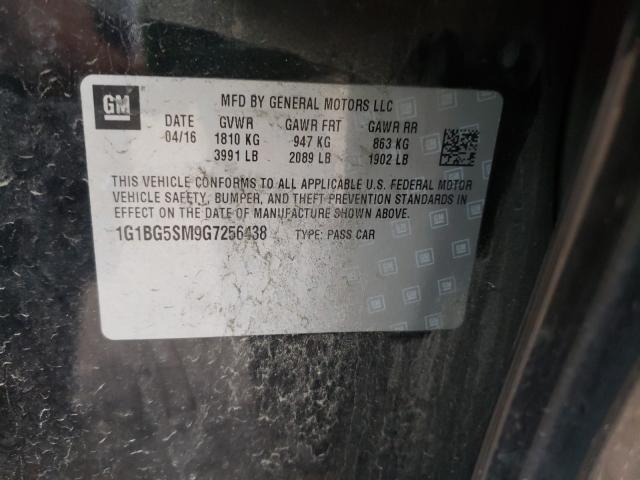 GM
MFD BY GENERAL MOTORS LLC
DATE GVWR GAWR FRT GAWR RR
04/16 1810 KG 947 KG 863 KG
3991 LB 2089 LB 1902 LB
THIS VEHICLE CONFORMS TO ALL APPLICABLE U.S. FEDERAL MOTOR
VEHICLE SAFETY, BUMPER, AND THEFT PREVENTION STANDARDS IN
EFFECT ON THE DATE OF MANUFACTURE SHOWN ABOVE.
1G1BG5SM9G7256438 TYPE: PASS CAR